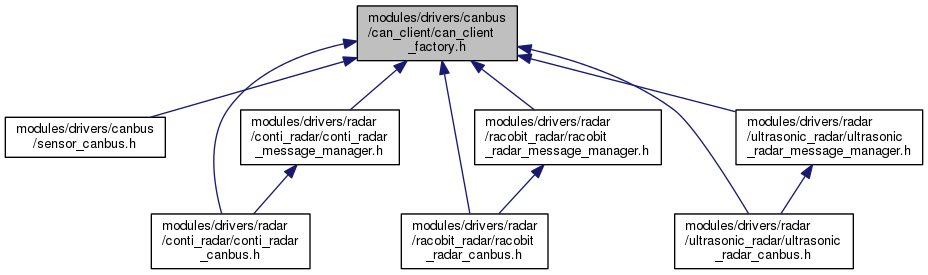 modules/drivers/canbus
/can_client/can_client
_factory.h
modules/drivers/canbus
/sensor_canbus.h
modules/drivers/radar
/conti_radar/conti_radar
_message_manager.h
modules/drivers/radar
/racobit_radar/racobit
_radar_message_manager.h
modules/drivers/radar
/ultrasonic_radar/ultrasonic
_radar_message_manager.h
modules/drivers/radar
/conti_radar/conti_radar
_canbus.h
modules/drivers/radar
/racobit_radar/racobit
_radar_canbus.h
modules/drivers/radar
/ultrasonic_radar/ultrasonic
_radar_canbus.h